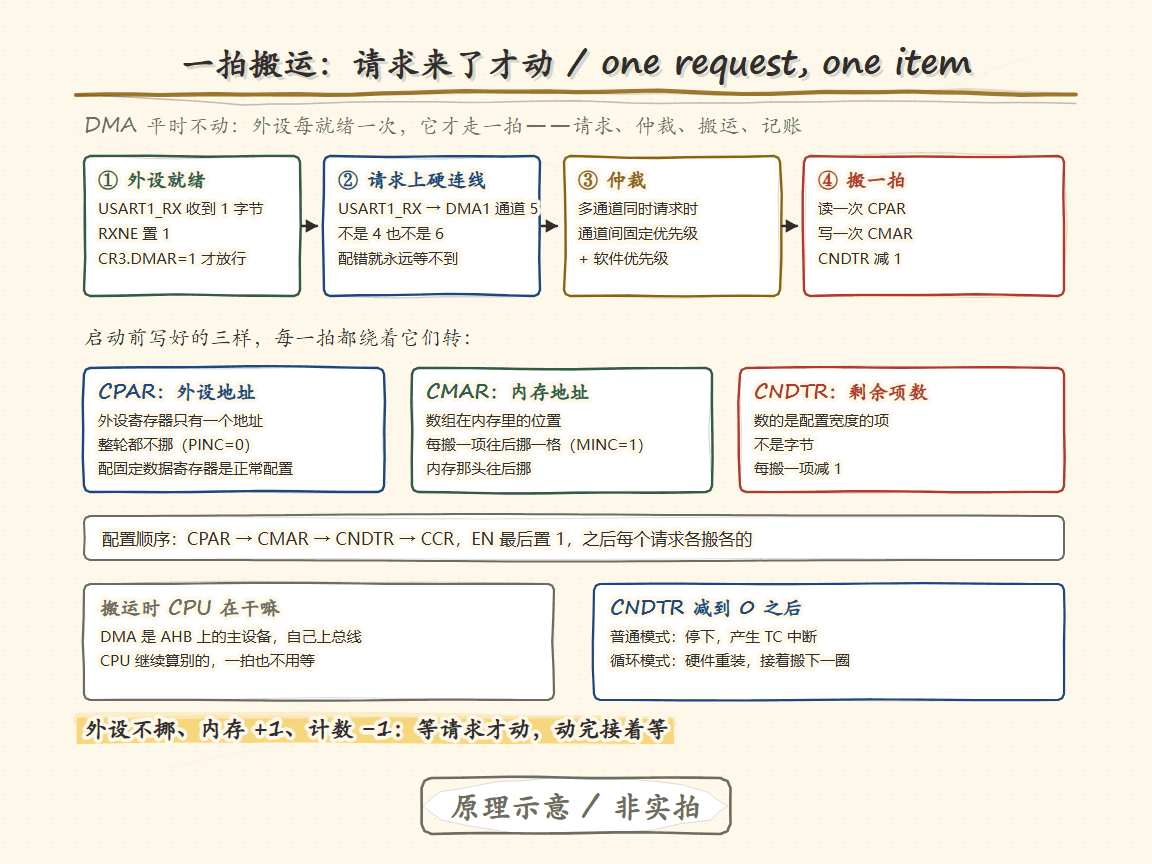 一拍搬运：请求来了才动 / one request, one item
DMA 平时不动：外设每就绪一次，它才走一拍——请求、仲裁、搬运、记账
① 外设就绪
USART1_RX 收到 1 字节
RXNE 置 1
CR3.DMAR=1 才放行
② 请求上硬连线
USART1_RX → DMA1 通道 5
不是 4 也不是 6
配错就永远等不到
③ 仲裁
多通道同时请求时
通道间固定优先级
+ 软件优先级
④ 搬一拍
读一次 CPAR
写一次 CMAR
CNDTR 减 1
启动前写好的三样，每一拍都绕着它们转：
CPAR：外设地址
外设寄存器只有一个地址
整轮都不挪（PINC=0）
配固定数据寄存器是正常配置
CMAR：内存地址
数组在内存里的位置
每搬一项往后挪一格（MINC=1）
内存那头往后挪
CNDTR：剩余项数
数的是配置宽度的项
不是字节
每搬一项减 1
配置顺序：CPAR → CMAR → CNDTR → CCR，EN 最后置 1，之后每个请求各搬各的
搬运时 CPU 在干嘛
DMA 是 AHB 上的主设备，自己上总线
CPU 继续算别的，一拍也不用等
CNDTR 减到 0 之后
普通模式：停下，产生 TC 中断
循环模式：硬件重装，接着搬下一圈
外设不挪、内存 +1、计数 -1：等请求才动，动完接着等
原理示意 / 非实拍